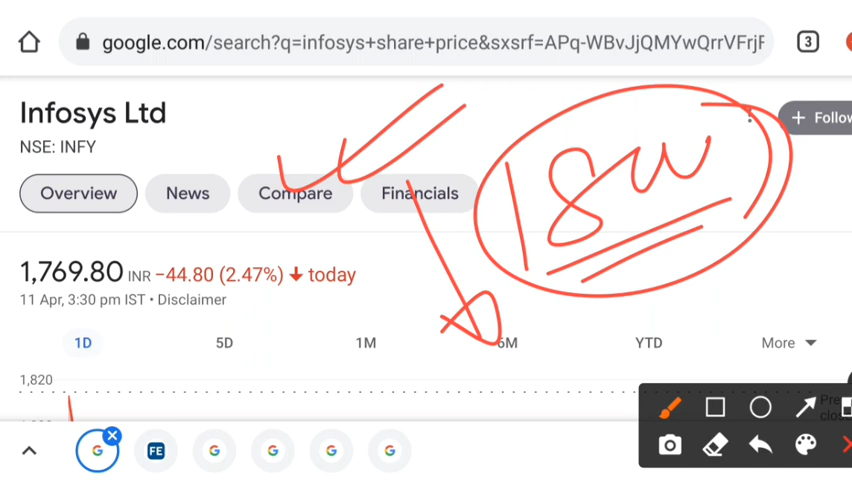 google.com/search?q=infosys+share+price&sxsrf=APq-WBvJjQMYwQrrVFrjF
3
Infosys Ltd
+ Follow
NSE: INFY
Overview News Compare Financials
1,769.80 INR −44.80 (2.47%) today
11 Apr, 3:30 pm IST • Disclaimer
1D 5D 1M 6M YTD More
1,820
FE